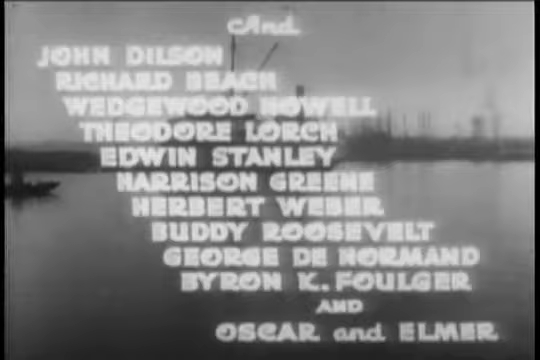 And
JOHN DILSON
RICHARD BEACH
WEDGEWOOD NOWELL
THEODORE LORCH
EDWIN STANLEY
HARRISON GREENE
HERBERT WEBER
BUDDY ROOSEVELT
GEORGE DE NORMAND
BYRON K. FOULGER
AND
OSCAR and ELMER